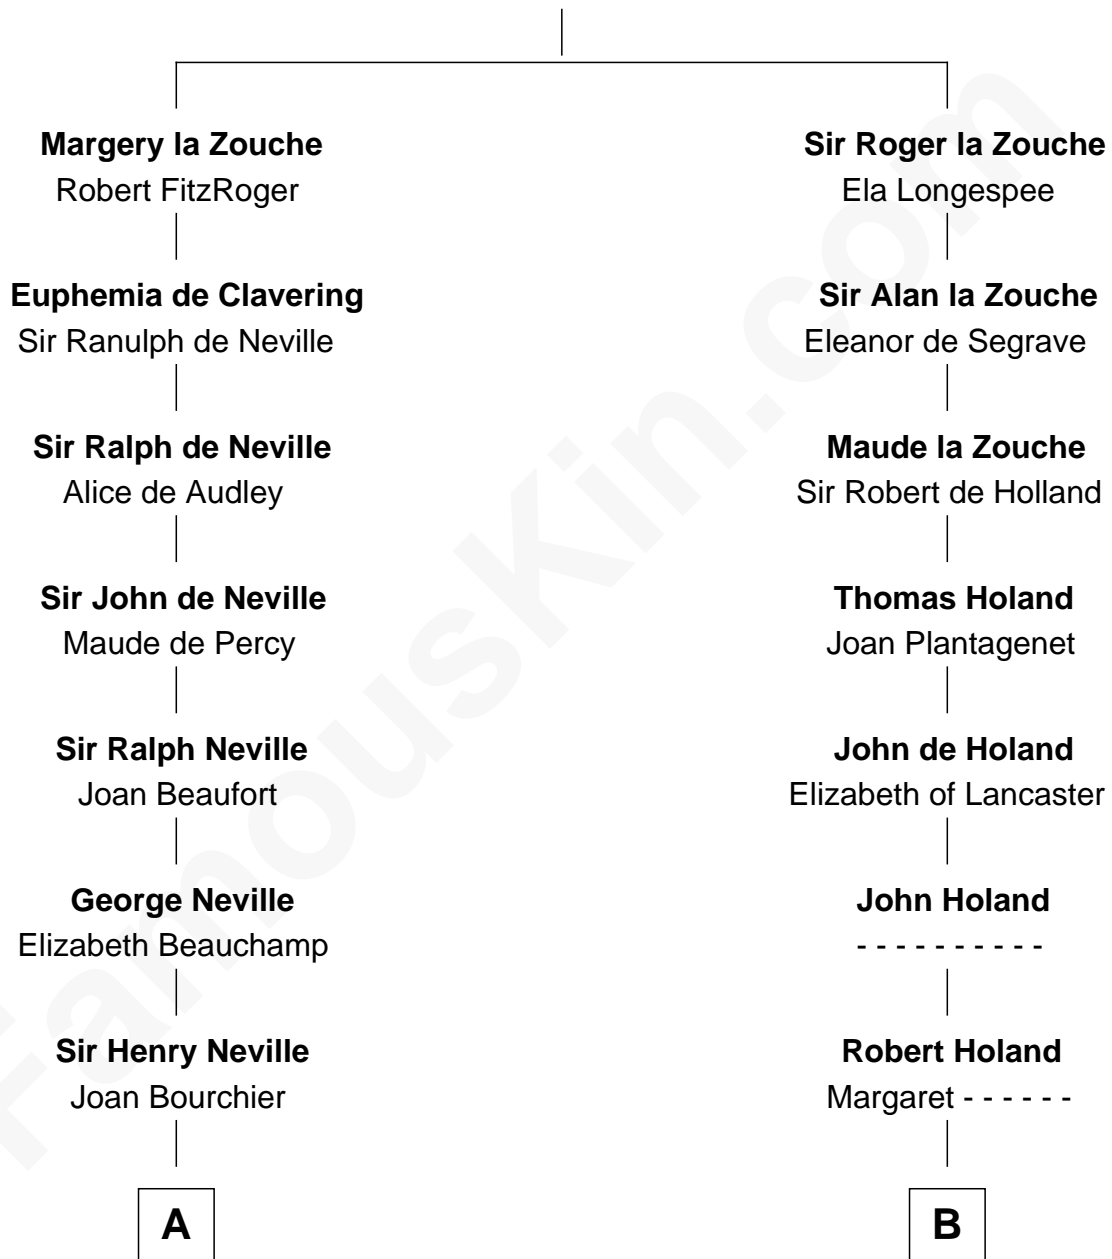 Margery la Zouche
Robert FitzRoger
Sir Roger la Zouche
Ela Longespee
Euphemia de Clavering
Sir Ranulph de Neville
Sir Alan la Zouche
Eleanor de Segrave
Sir Ralph de Neville
Alice de Audley
Maude la Zouche
Sir Robert de Holland
Sir John de Neville
Maude de Percy
Thomas Holand
Joan Plantagenet
Sir Ralph Neville
Joan Beaufort
John de Holand
Elizabeth of Lancaster
George Neville
Elizabeth Beauchamp
John Holand
- - - - - - - - - -
Sir Henry Neville
Joan Bourchier
Robert Holand
Margaret - - - - - -
A
B
FamousKin.com